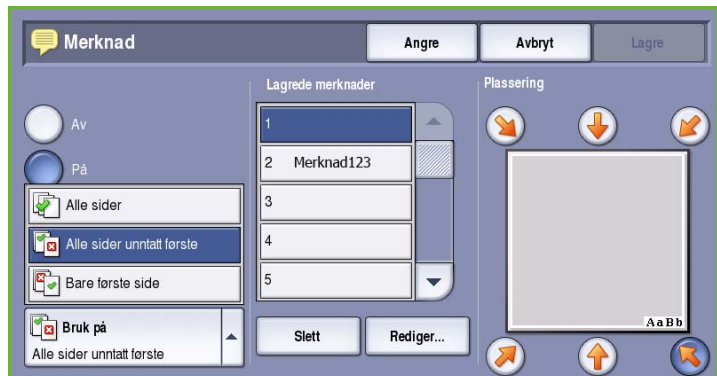 Merknad
Angre
Avbryt
Lagre
Av
På
Alle sider
Alle sider unntatt første
Bare første side
Bruk på
Alle sider unntatt første
Lagrede merknader
1
2 Merknad123
3
4
5
Slett
Rediger...
Plassering
AaBb